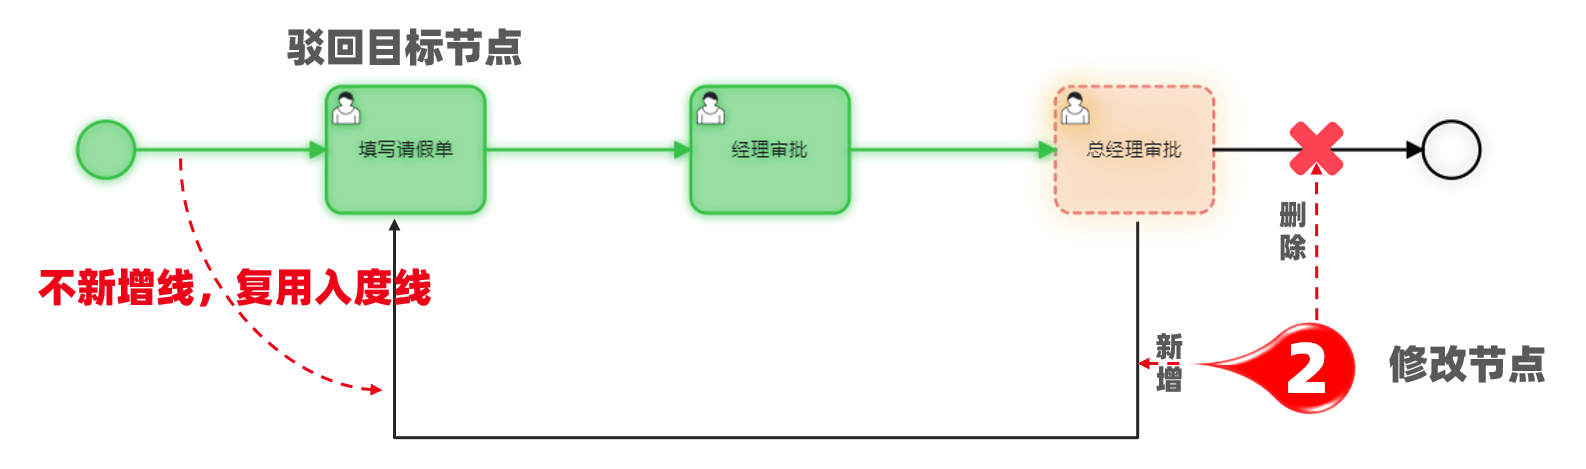 驳回目标节点
填写请假单
经理审批
总经理审批
删除
不新增线，复用入度线
新增
2
修改节点